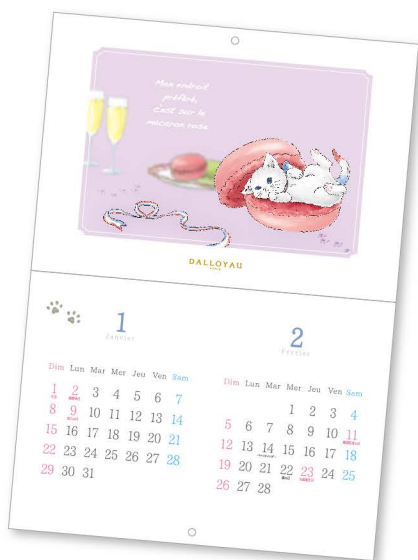 Mon endroit
préféré,
c'est sur le
macaron rose
DALLOYAU
1
Janvier
Dim Lun Mar Mer Jeu Ven Sam
1 2 3 4 5 6 7
8 9 10 11 12 13 14
15 16 17 18 19 20 21
22 23 24 25 26 27 28
29 30 31
2
Février
Dim Lun Mar Mer Jeu Ven Sam
1 2 3 4
5 6 7 8 9 10 11
12 13 14 15 16 17 18
19 20 21 22 23 24 25
26 27 28